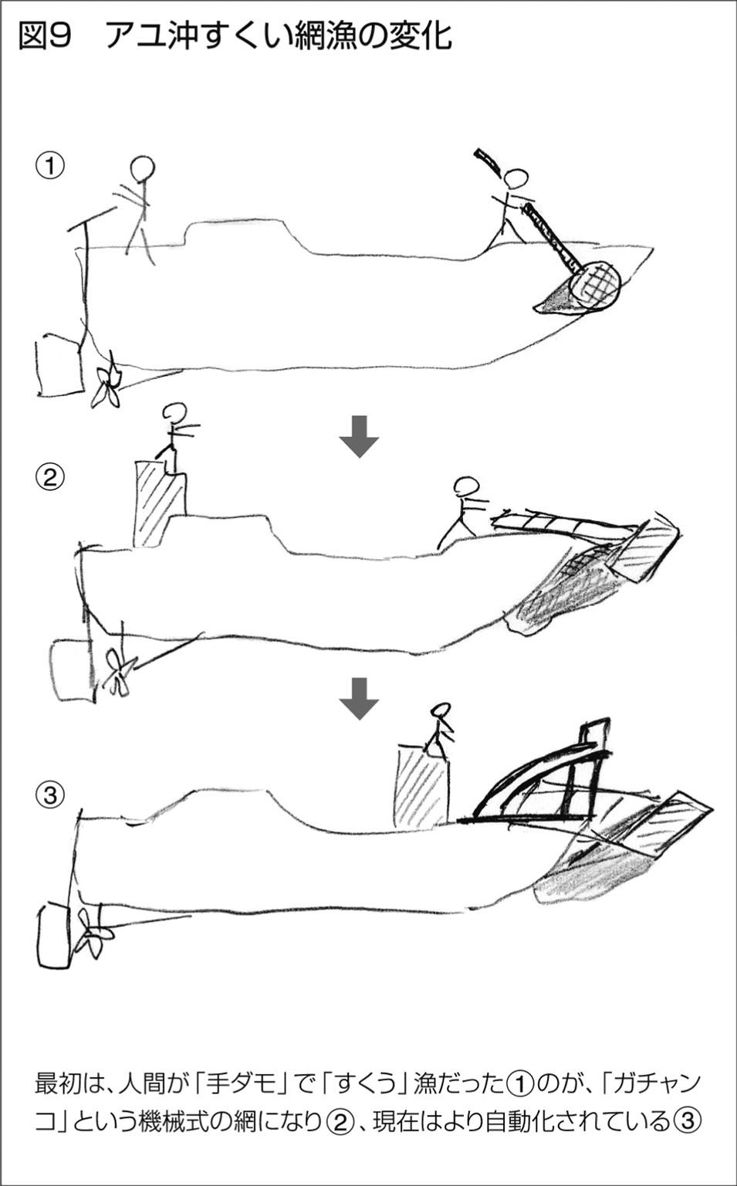 図9　アユ沖すくい網漁の変化
①
②
③
最初は、人間が「手ダモ」で「すくう」漁だった①のが、「ガチャン
コ」という機械式の網になり②、現在はより自動化されている③